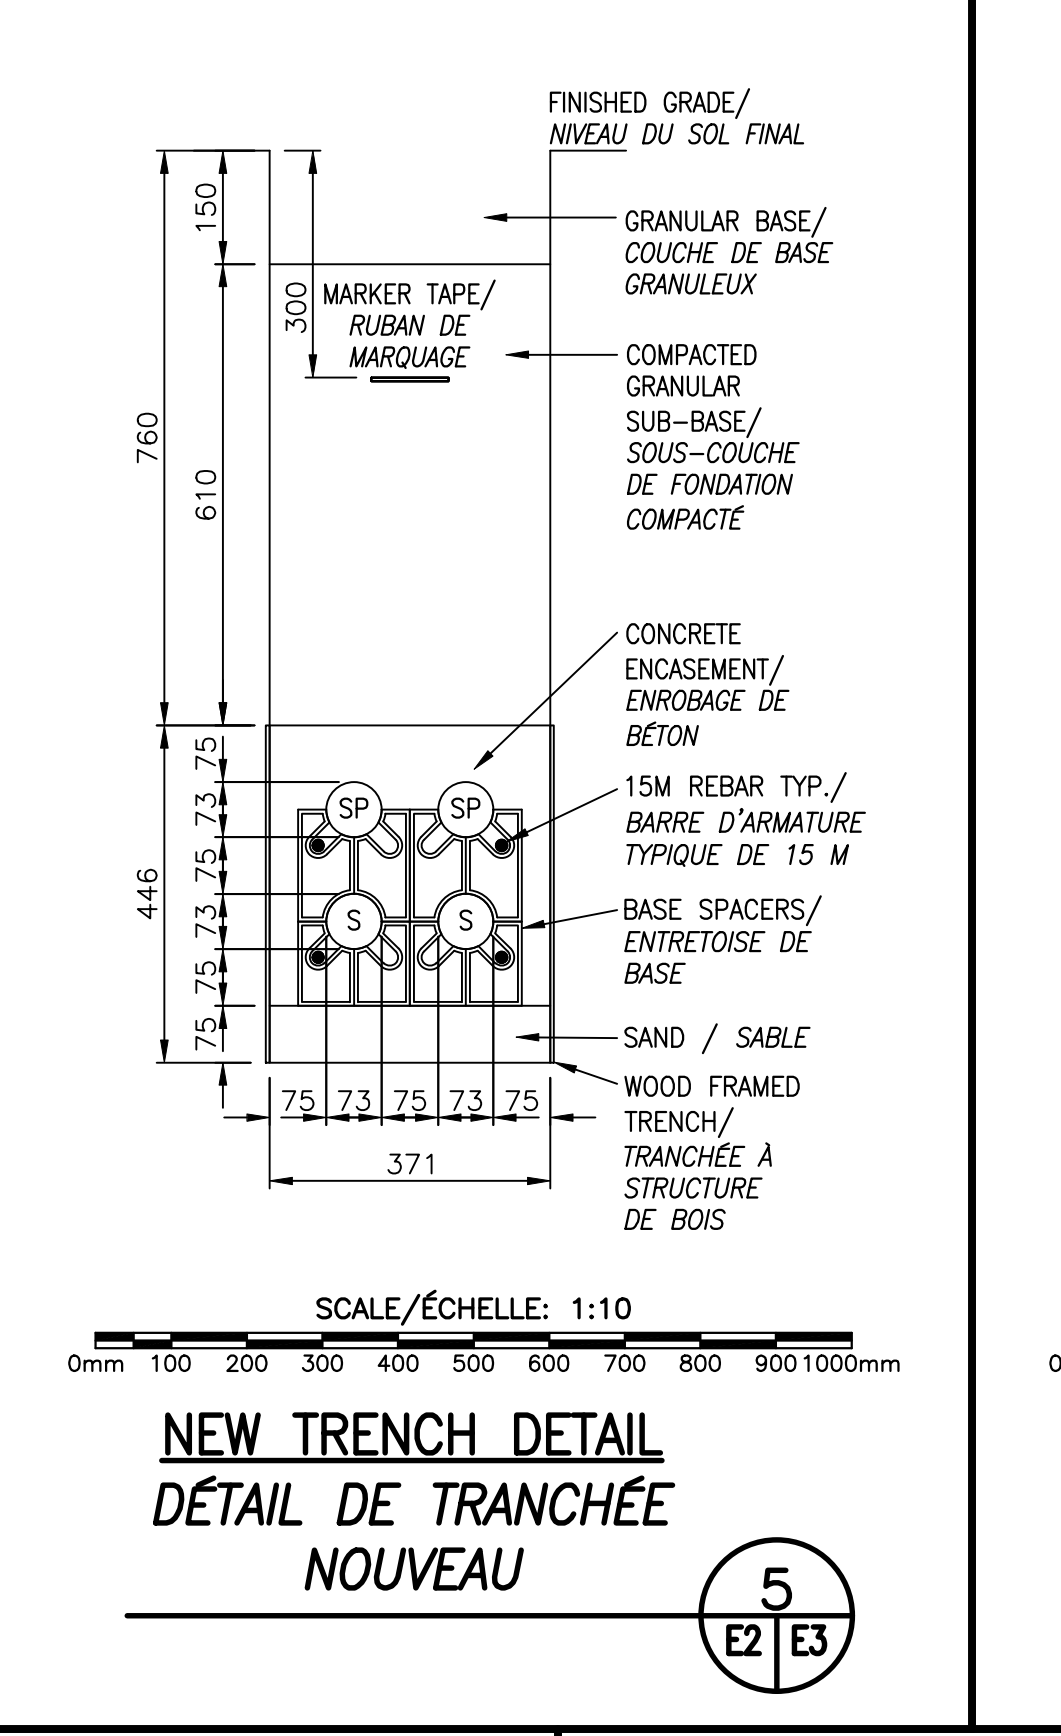 FINISHED GRADE/
NIVEAU DU SOL FINAL
150
GRANULAR BASE/
COUCHE DE BASE
GRANULEUX
300
MARKER TAPE/
RUBAN DE
MARQUAGE
COMPACTED
GRANULAR
SUB-BASE/
SOUS-COUCHE
DE FONDATION
COMPACTÉ
760
610
CONCRETE
ENCASEMENT/
ENROBAGE DE
BÉTON
75
73
75
73
75
75
446
SP SP
S S
15M REBAR TYP./
BARRE D'ARMATURE
TYPIQUE DE 15 M
BASE SPACERS/
ENTRETOISE DE
BASE
SAND / SABLE
WOOD FRAMED
TRENCH/
TRANCHÉE À
STRUCTURE
DE BOIS
75 73 75 73 75
371
SCALE/ÉCHELLE: 1:10
0mm 100 200 300 400 500 600 700 800 900 1000mm
0
NEW TRENCH DETAIL
DÉTAIL DE TRANCHÉE
NOUVEAU
5
E2 E3